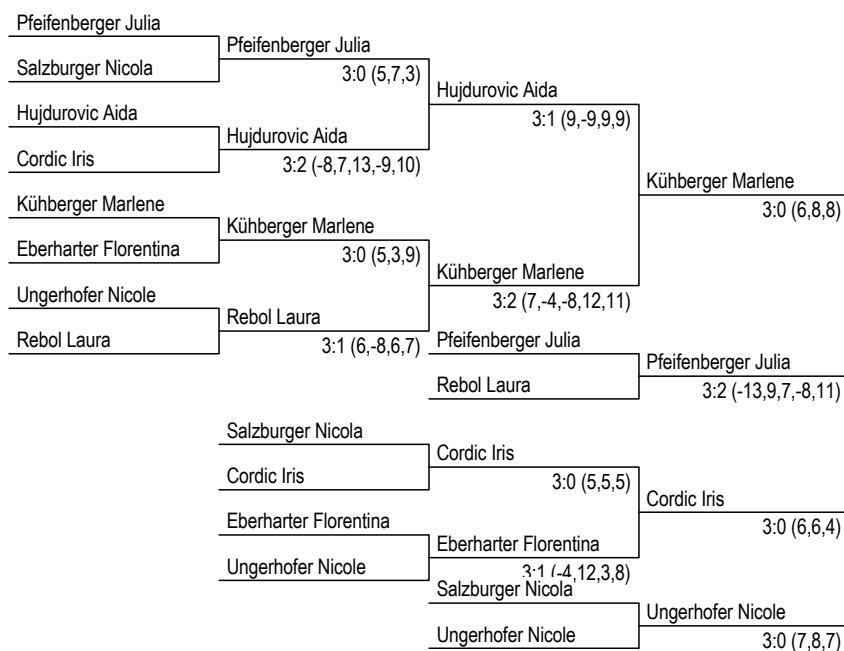 Pfeifenberger Julia
Pfeifenberger Julia
Salzburger Nicola
3:0 (5,7,3)
Hujdurovic Aida
Hujdurovic Aida
3:1 (9,-9,9,9)
Hujdurovic Aida
Cordic Iris
3:2 (-8,7,13,-9,10)
Kühberger Marlene
3:0 (6,8,8)
Kühberger Marlene
Kühberger Marlene
Eberharter Florentina
3:0 (5,3,9)
Kühberger Marlene
3:2 (7,-4,-8,12,11)
Ungerhofer Nicole
Rebol Laura
Rebol Laura
3:1 (6,-8,6,7)
Pfeifenberger Julia
Pfeifenberger Julia
Rebol Laura
3:2 (-13,9,7,-8,11)
Salzburger Nicola
Cordic Iris
Cordic Iris
3:0 (5,5,5)
Cordic Iris
3:0 (6,6,4)
Eberharter Florentina
Eberharter Florentina
Ungerhofer Nicole
3:1 (-4,12,3,8)
Salzburger Nicola
Ungerhofer Nicole
Ungerhofer Nicole
3:0 (7,8,7)